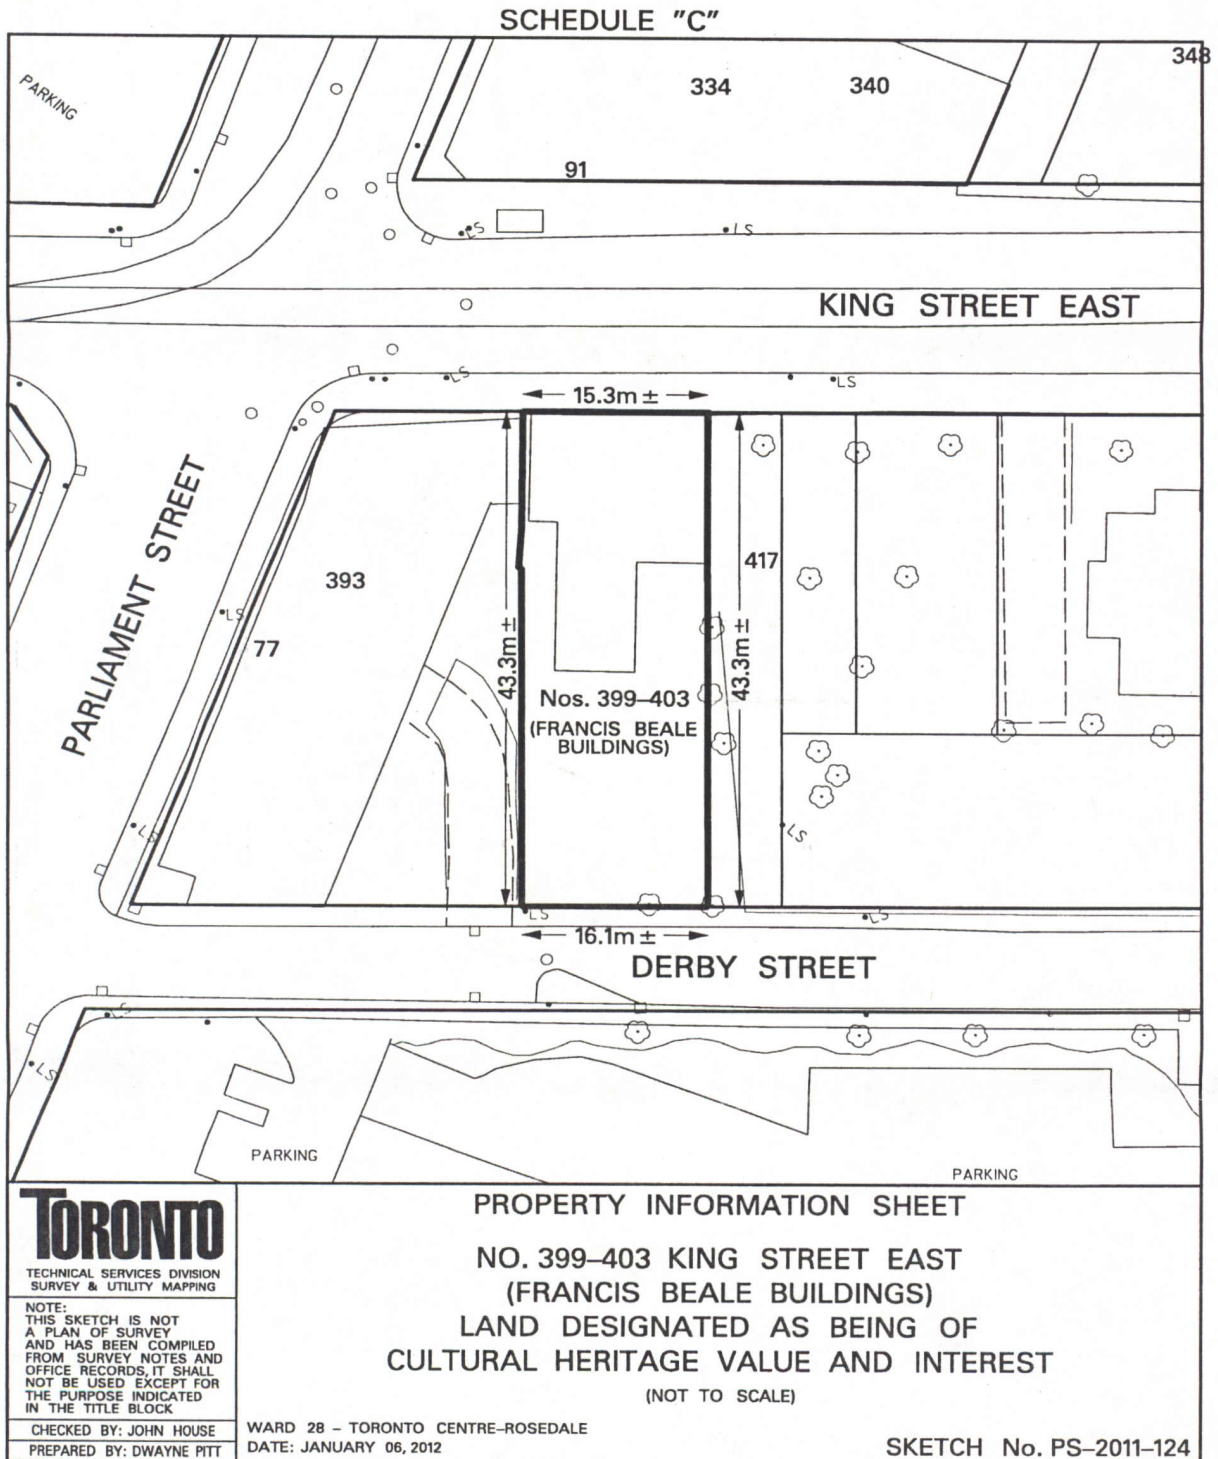 SCHEDULE "C"
PARKING
334
340
348
91
LS
LS
KING STREET EAST
LS
LS
15.3m ±
PARLIAMENT STREET
393
417
LS
77
43.3m ±
43.3m ±
Nos. 399–403
(FRANCIS BEALE
BUILDINGS)
LS
LS
LS
LS
16.1m ±
DERBY STREET
LS
LS
PARKING
PARKING
TORONTO
TECHNICAL SERVICES DIVISION
SURVEY & UTILITY MAPPING
NOTE:
THIS SKETCH IS NOT
A PLAN OF SURVEY
AND HAS BEEN COMPILED
FROM SURVEY NOTES AND
OFFICE RECORDS, IT SHALL
NOT BE USED EXCEPT FOR
THE PURPOSE INDICATED
IN THE TITLE BLOCK
CHECKED BY: JOHN HOUSE
PREPARED BY: DWAYNE PITT
PROPERTY INFORMATION SHEET
NO. 399–403 KING STREET EAST
(FRANCIS BEALE BUILDINGS)
LAND DESIGNATED AS BEING OF
CULTURAL HERITAGE VALUE AND INTEREST
(NOT TO SCALE)
WARD 28 – TORONTO CENTRE–ROSEDALE
DATE: JANUARY 06, 2012
SKETCH No. PS–2011–124